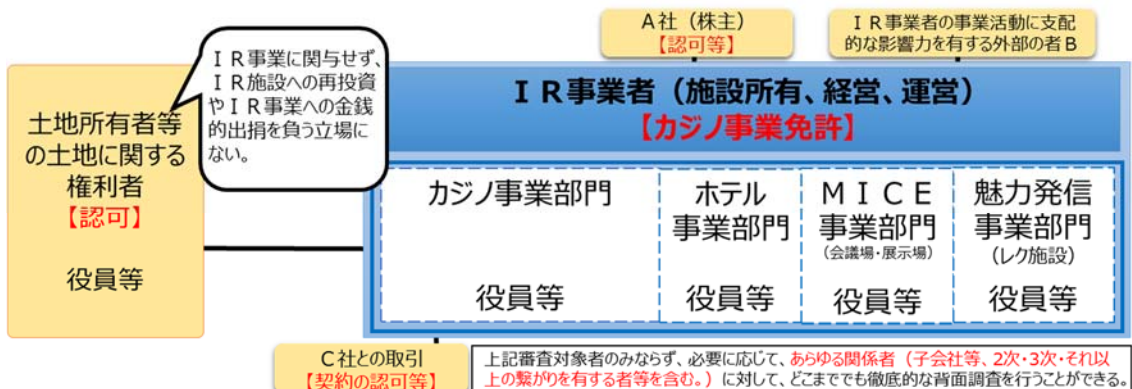 A社（株主）
【認可等】
ＩＲ事業者の事業活動に支配
的な影響力を有する外部の者Ｂ
ＩＲ事業に関与せず、
ＩＲ施設への再投資
やＩＲ事業への金銭
的出捐を負う立場に
ない。
土地所有者等
の土地に関する
権利者
【認可】
役員等
ＩＲ事業者（施設所有、経営、運営）
【カジノ事業免許】
カジノ事業部門
役員等
ホテル
事業部門
役員等
ＭＩＣＥ
事業部門
（会議場・展示場）
役員等
魅力発信
事業部門
（レク施設）
役員等
C社との取引
【契約の認可等】
上記審査対象者のみならず、必要に応じて、あらゆる関係者（子会社等、2次・3次・それ以
上の繋がりを有する者等を含む。）に対して、どこまででも徹底的な背面調査を行うことができる。